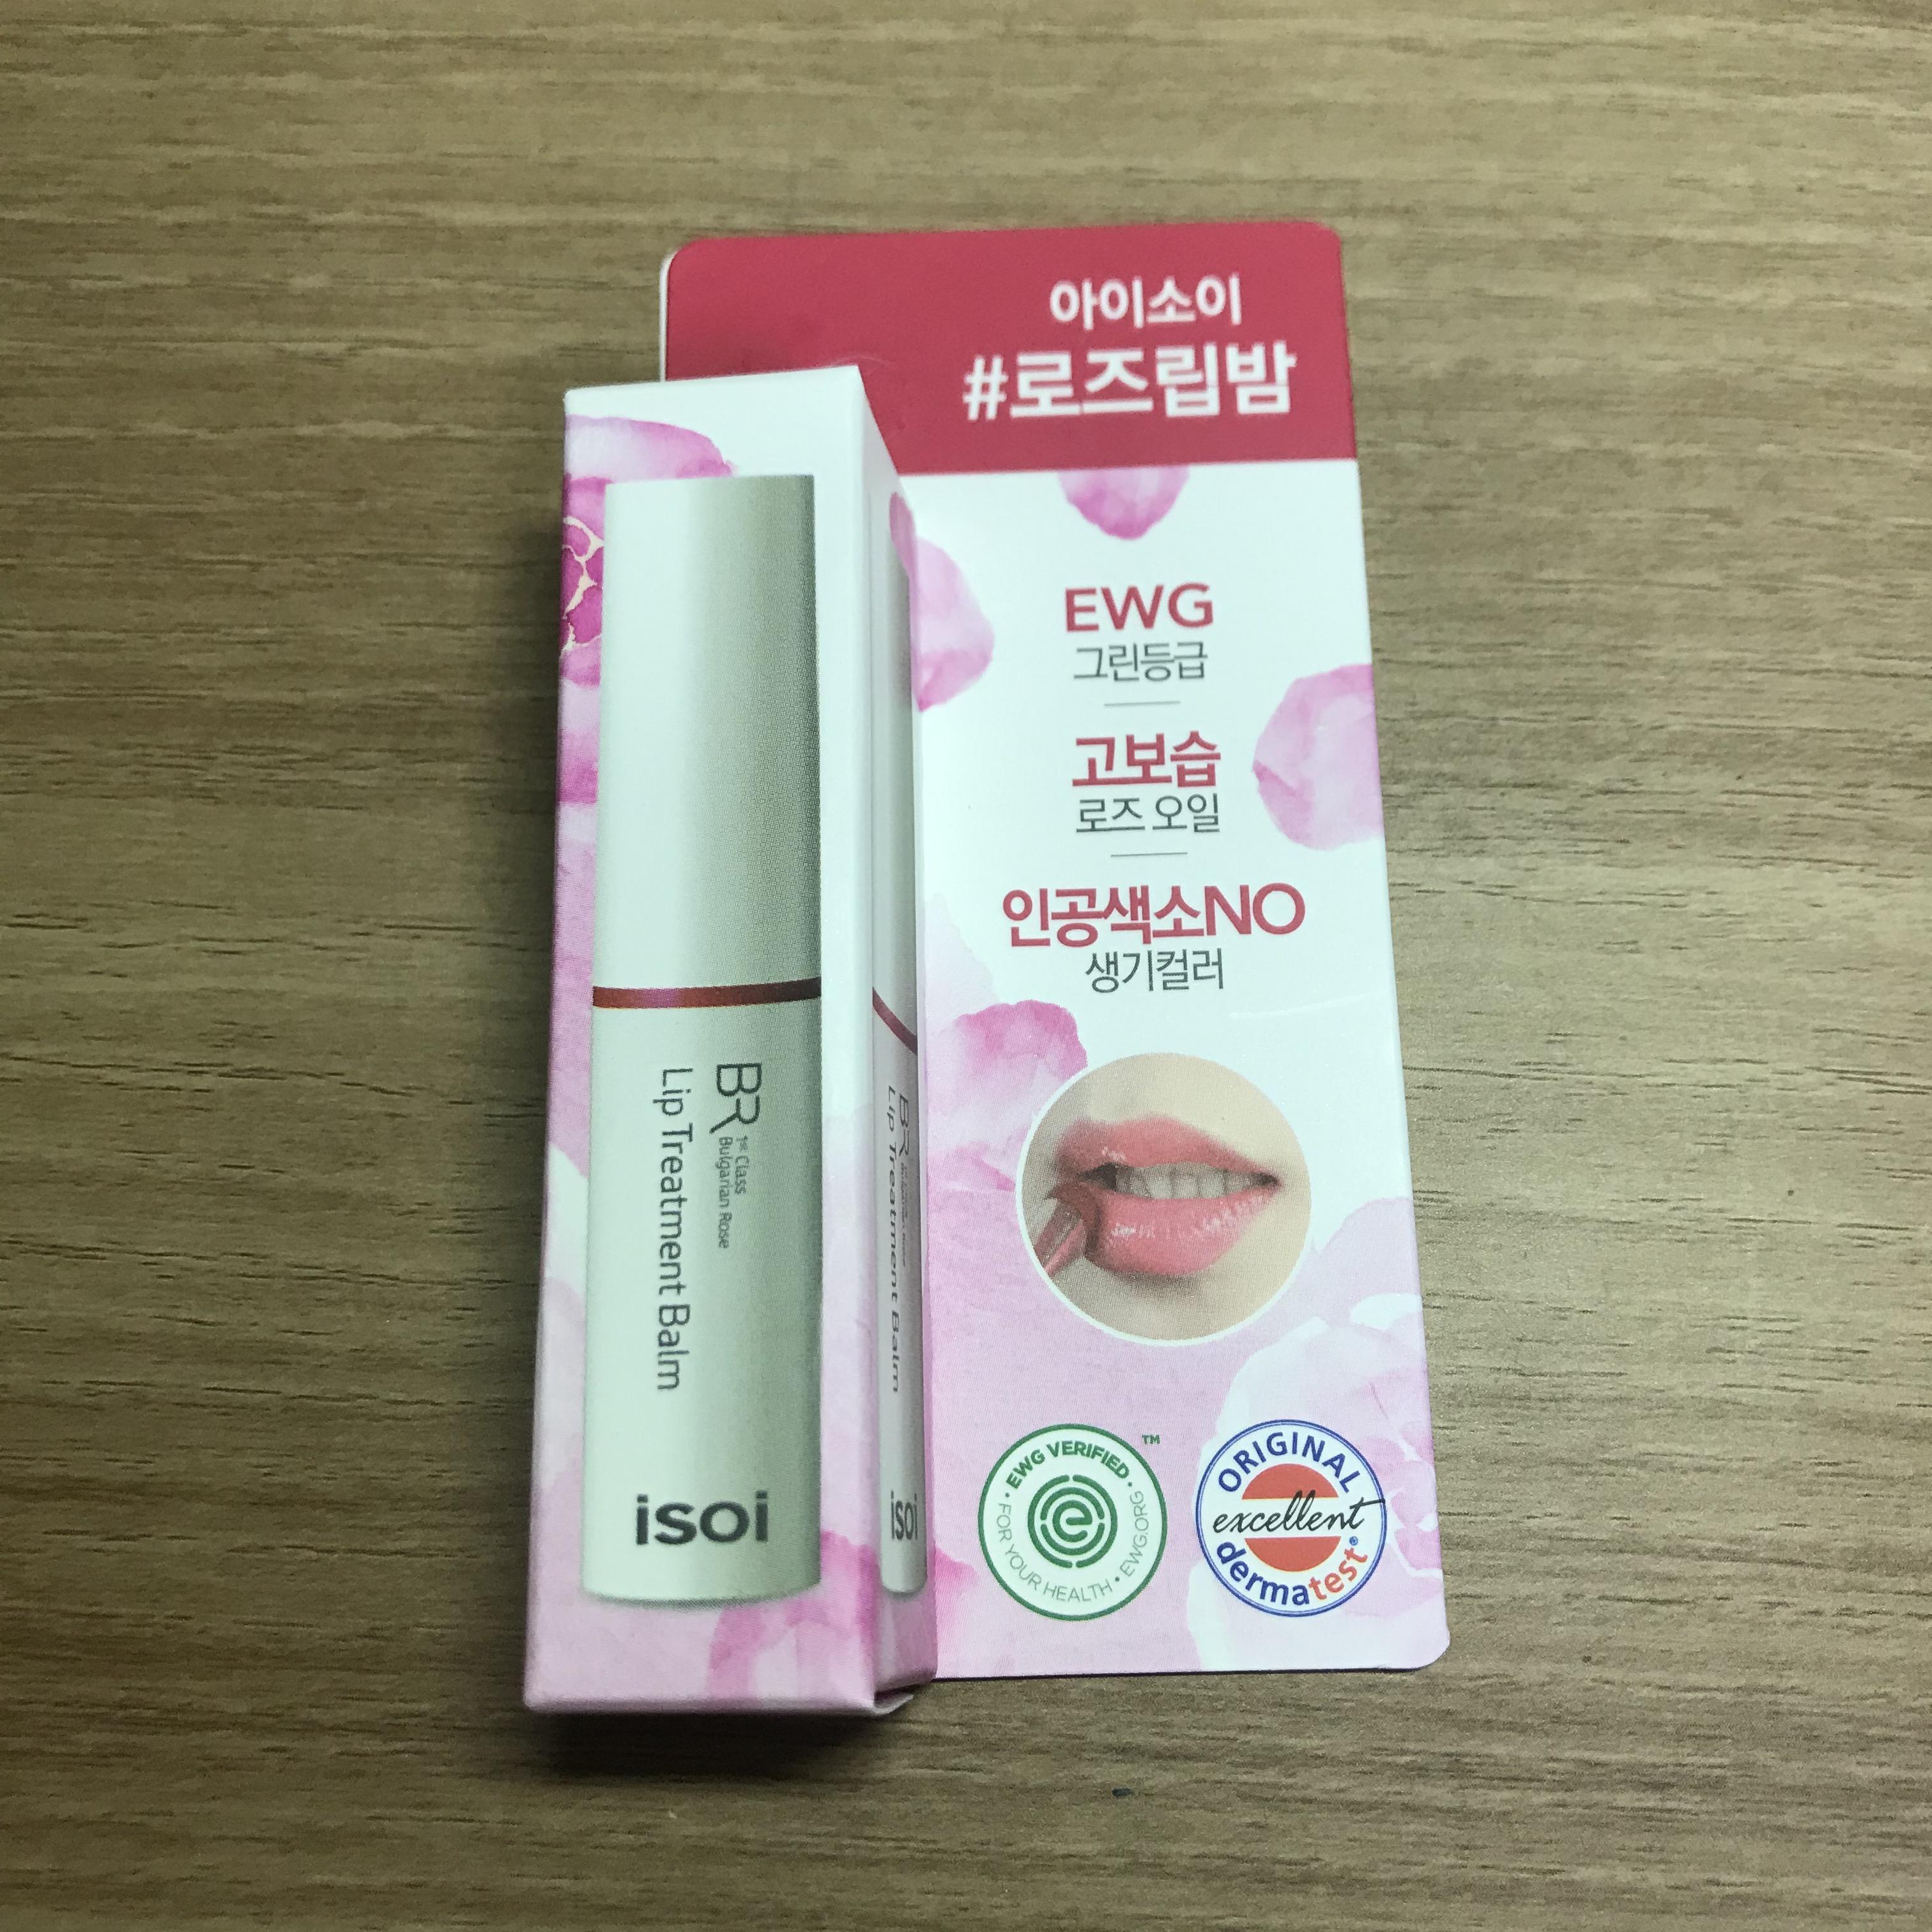 아이소이
#로즈립밤
EWG
그린등급
고보습
로즈 오일
인공색소NO
생기컬러
BR 1st Class
Bulgarian Rose
Lip Treatment Balm
isoi
BR
Lip Treatment Balm
isoi
EWG VERIFIED TM
FOR YOUR HEALTH • EWG.ORG
ORIGINAL
excellent
dermatest®